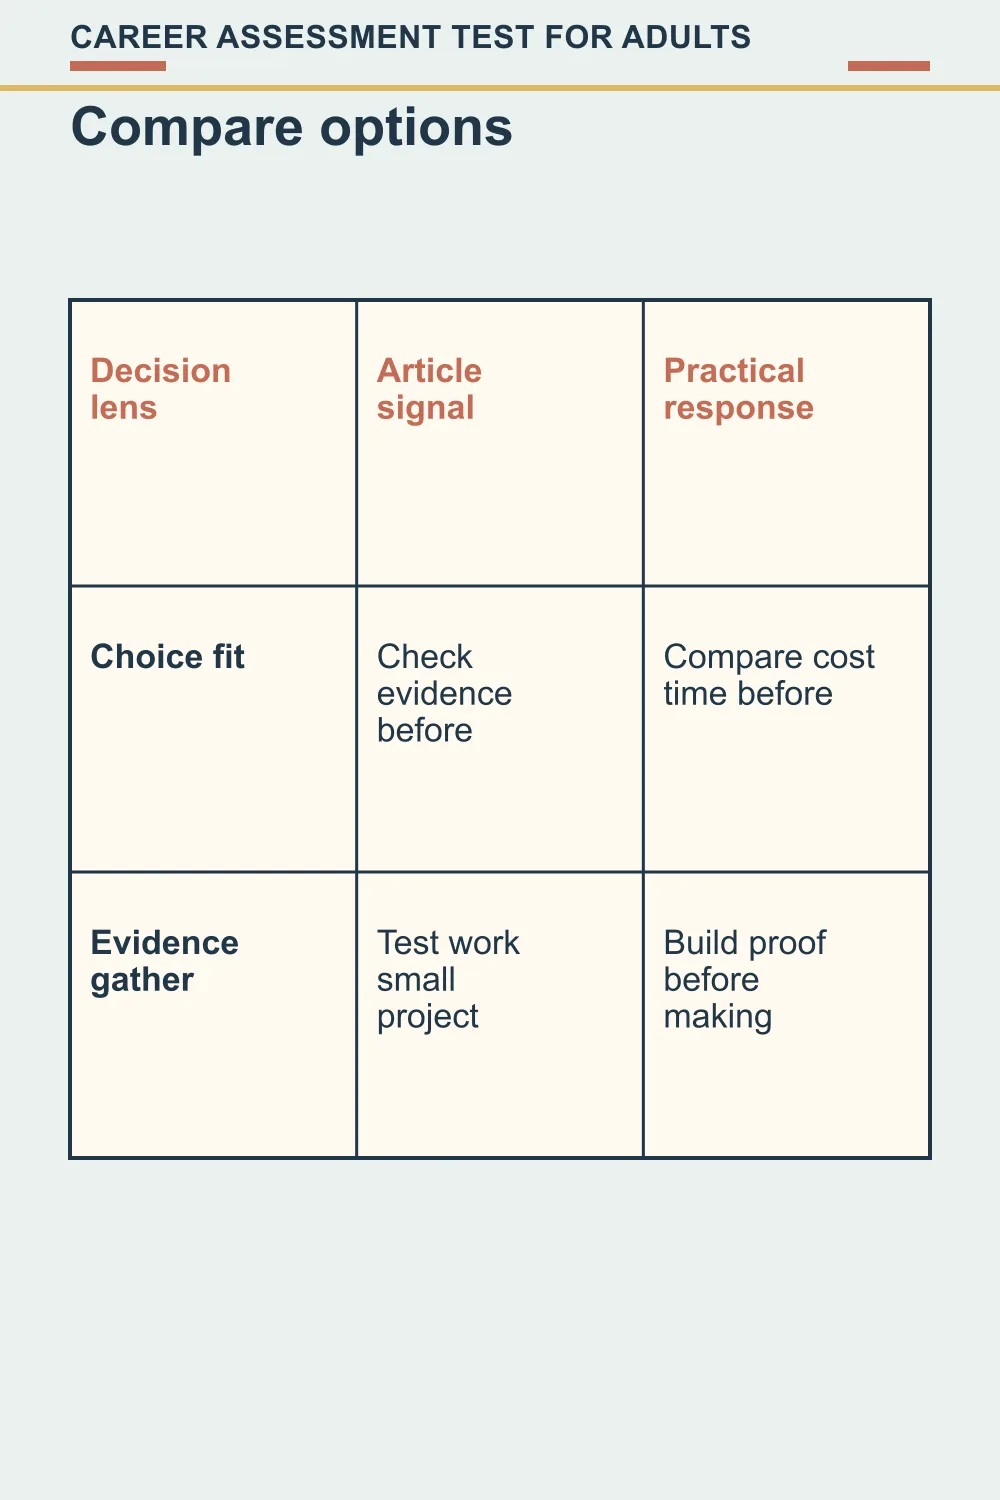 CAREER ASSESSMENT TEST FOR ADULTS
Compare options
Decision
lens
Article
signal
Practical
response
Choice fit
Check
evidence
before
Compare cost
time before
Evidence
gather
Test work
small
project
Build proof
before
making